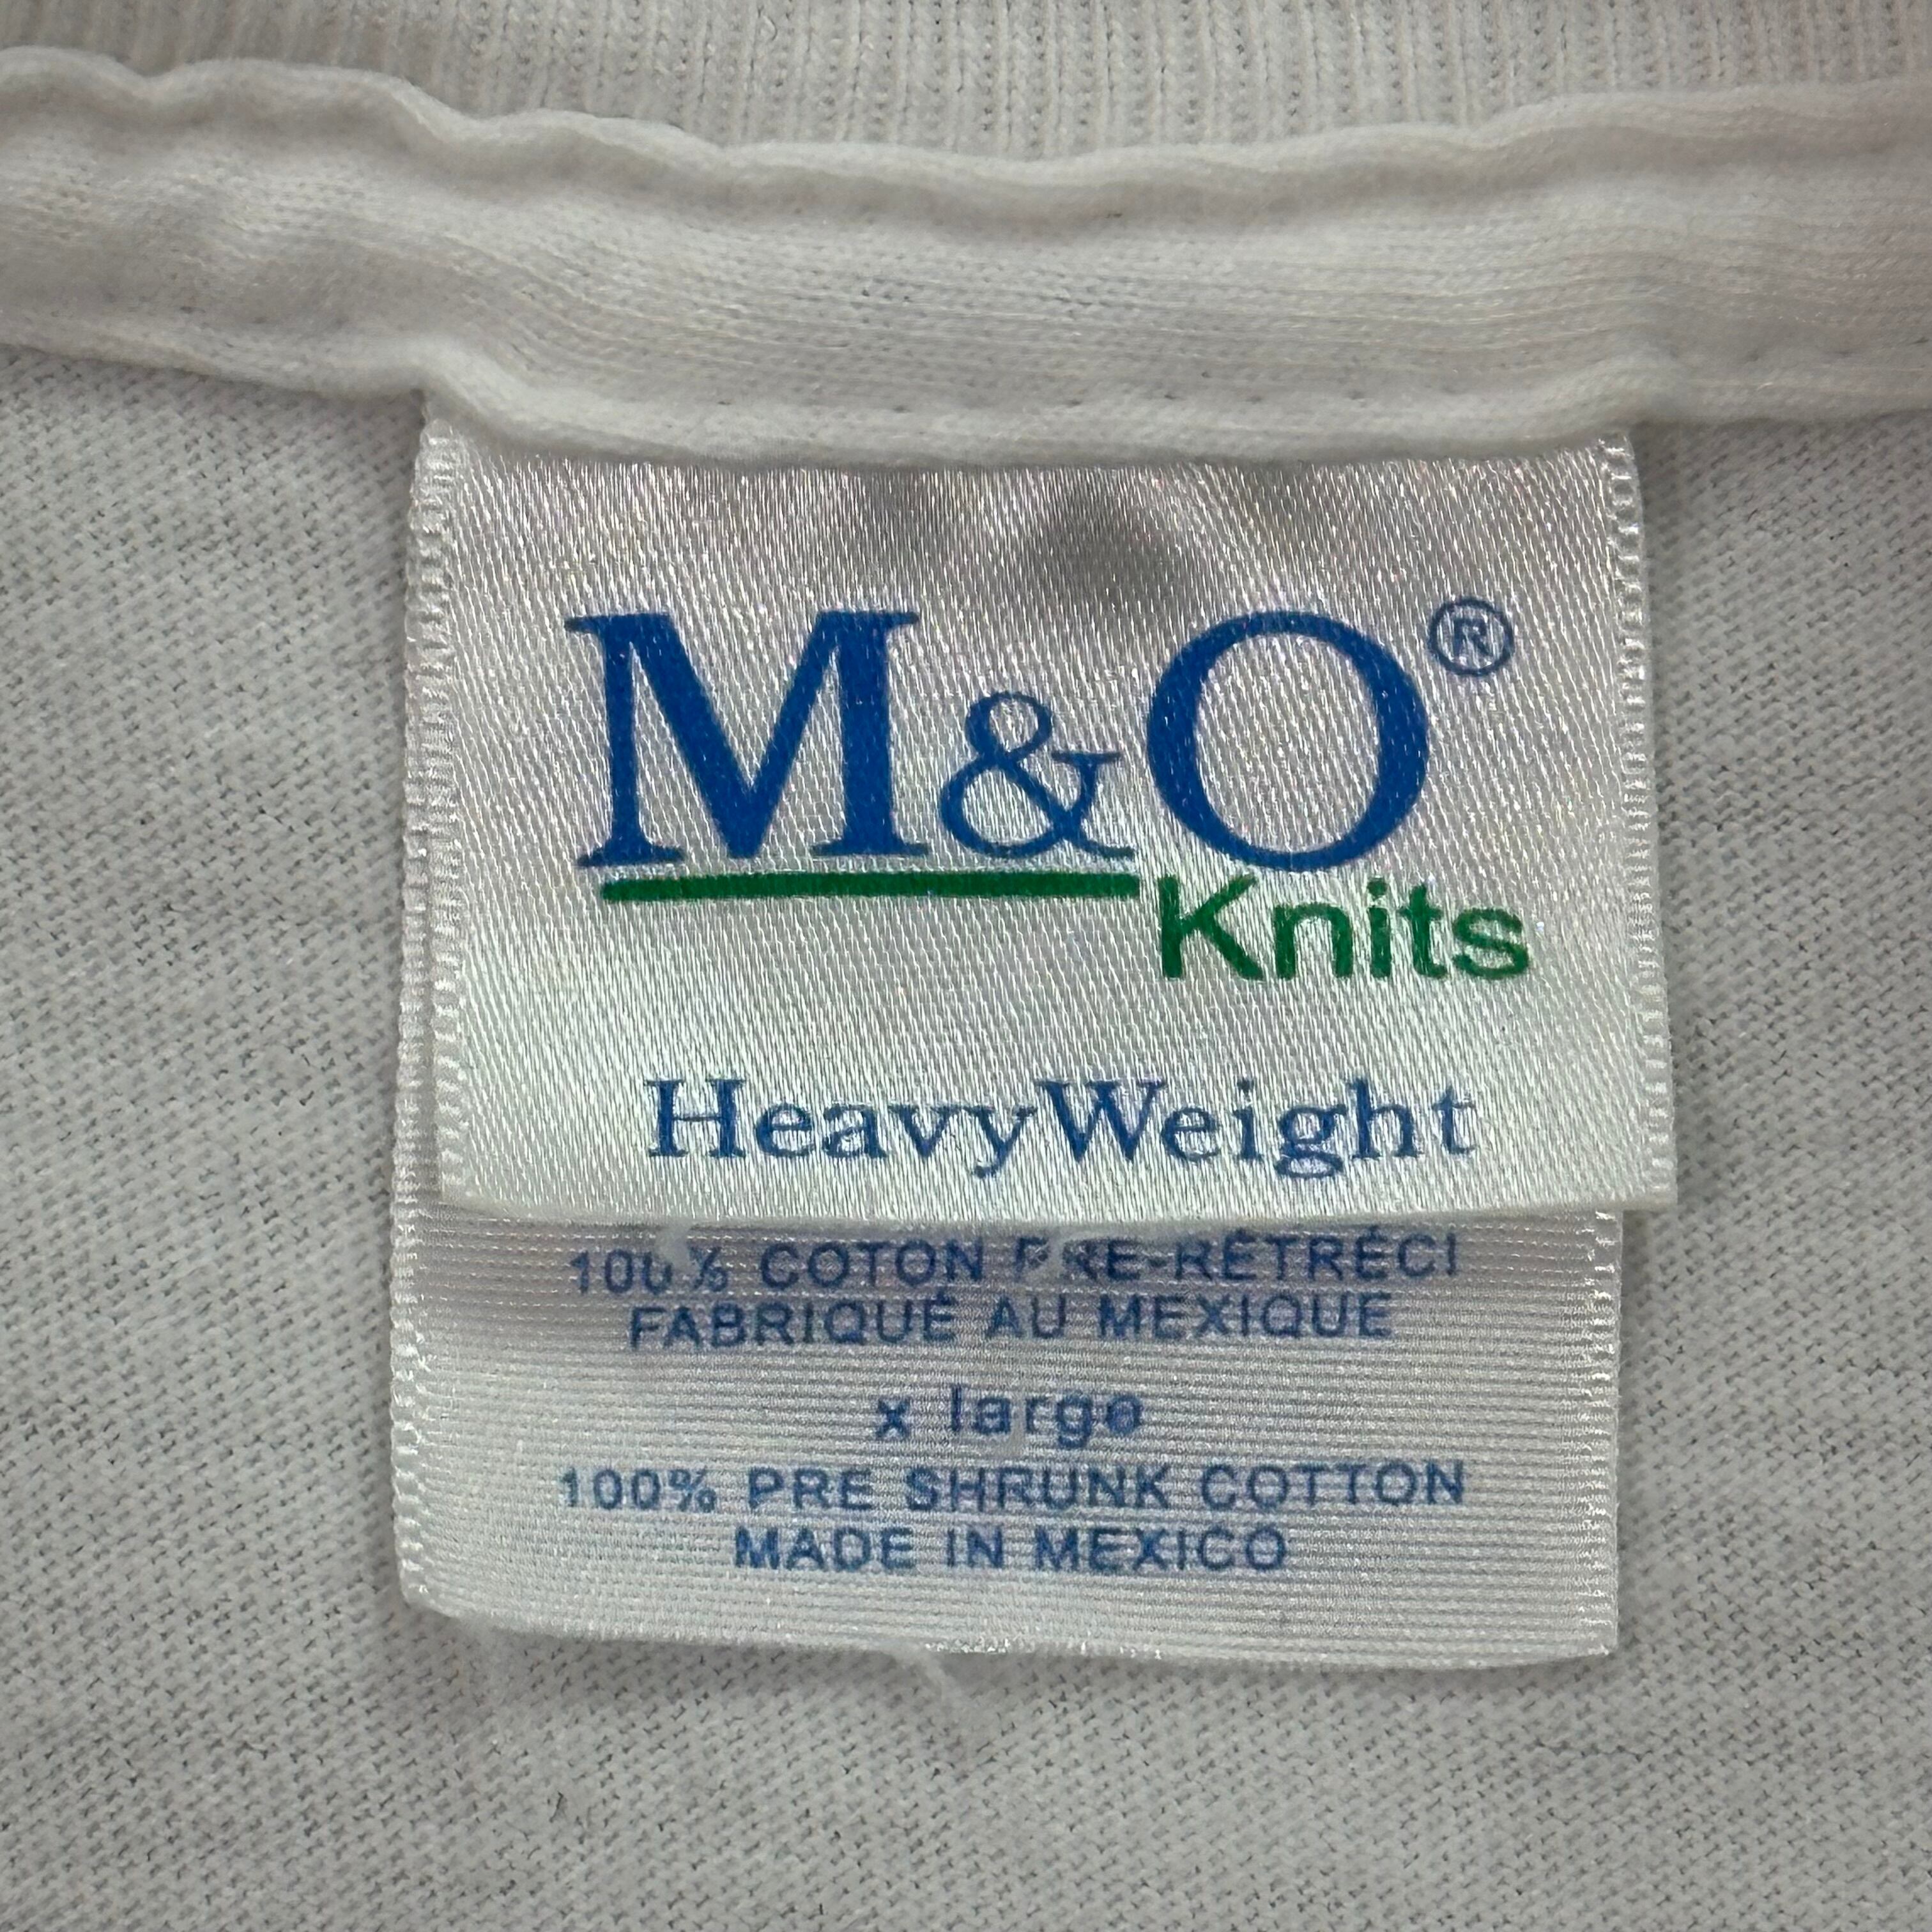 M&O®
Knits
HeavyWeight
100% COTON PRE-RÉTRÉCI
FABRIQUÉ AU MEXIQUE
x large
100% PRE SHRUNK COTTON
MADE IN MEXICO